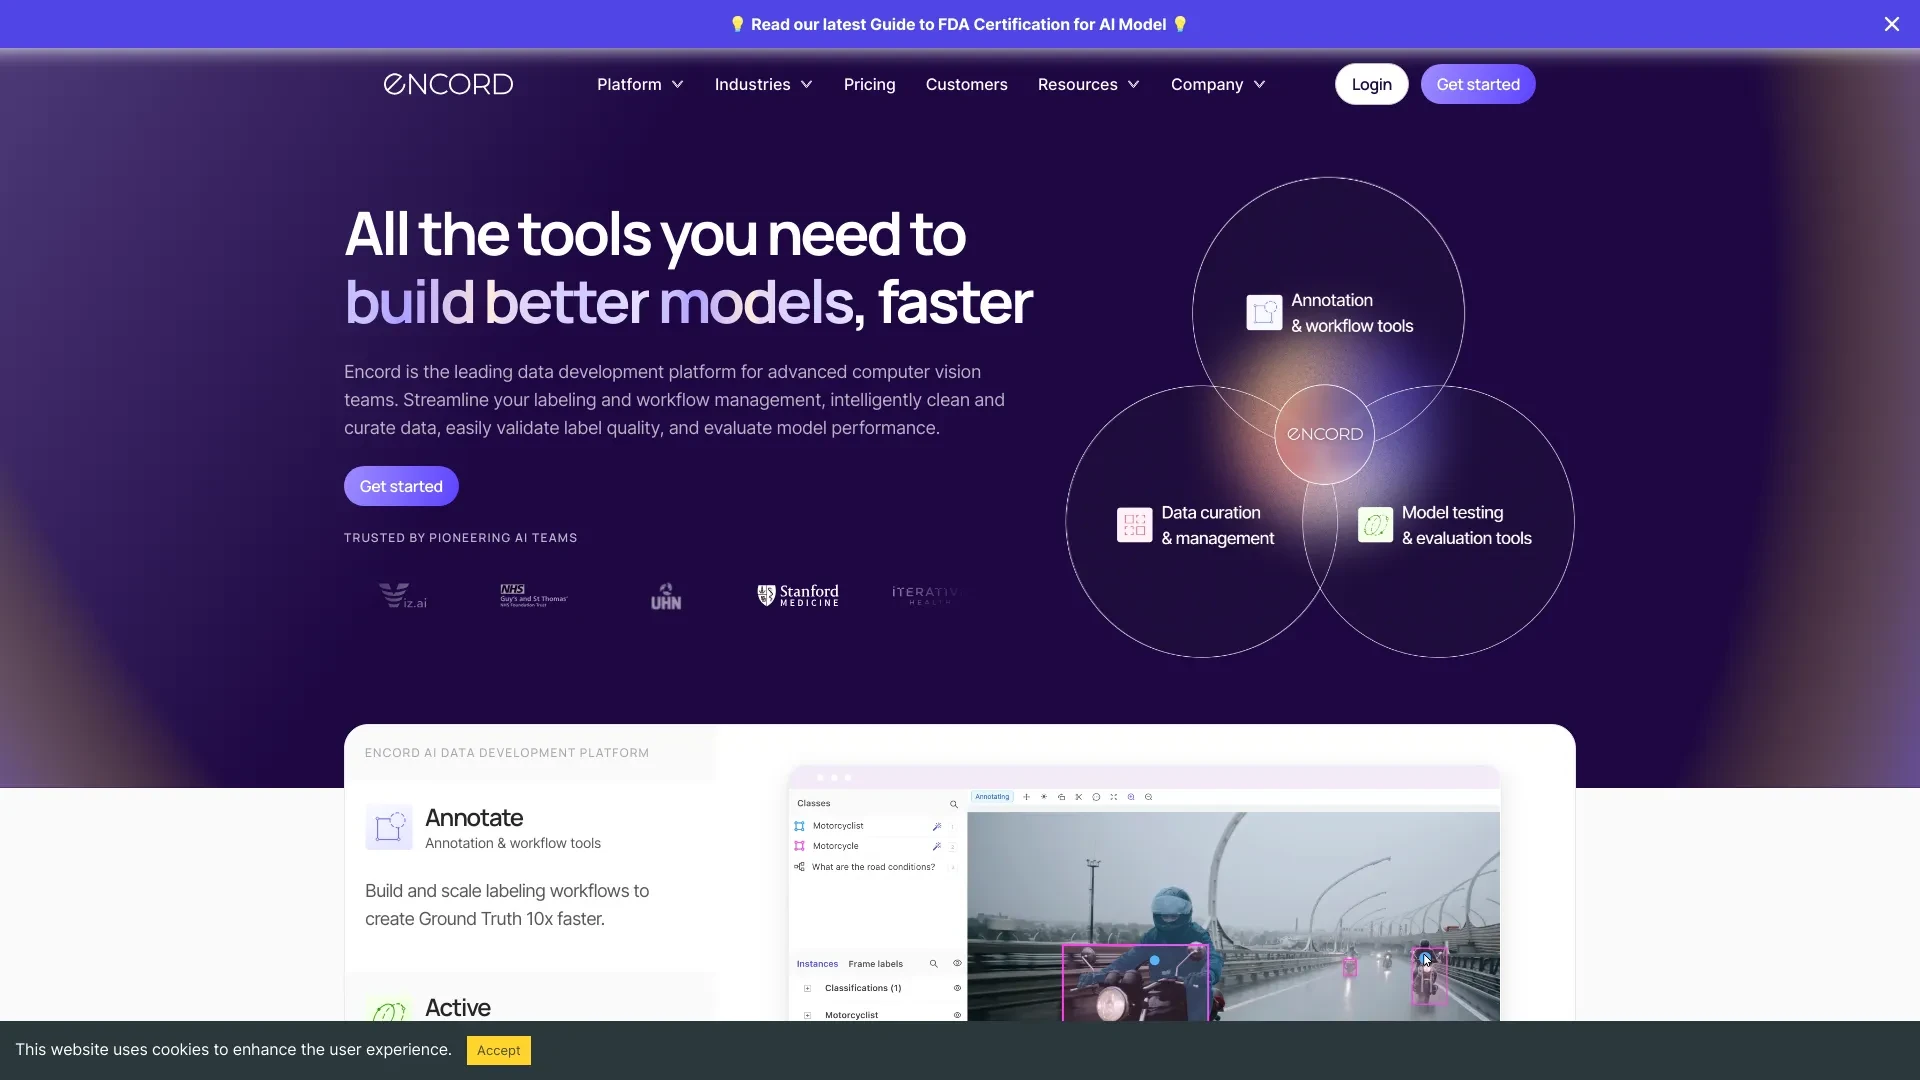 💡 Read our latest Guide to FDA Certification for AI Model 💡
ENCORD
Platform
Industries
Pricing
Customers
Resources
Company
Login
Get started
All the tools you need to
build better models, faster
Encord is the leading data development platform for advanced computer vision
teams. Streamline your labeling and workflow management, intelligently clean and
curate data, easily validate label quality, and evaluate model performance.
Get started
TRUSTED BY PIONEERING AI TEAMS
Viz.ai
NHS
Guy's and St Thomas'
NHS Foundation Trust
UHN
Stanford
MEDICINE
iTERATIV
HEALTH
Annotation
& workflow tools
ENCORD
Data curation
& management
Model testing
& evaluation tools
ENCORD AI DATA DEVELOPMENT PLATFORM
Annotate
Annotation & workflow tools
Build and scale labeling workflows to
create Ground Truth 10x faster.
Active
Classes
Motorcyclist
Motorcycle
What are the road conditions?
Annotating
Instances
Frame labels
Classifications (1)
Motorcyclist
This website uses cookies to enhance the user experience.
Accept